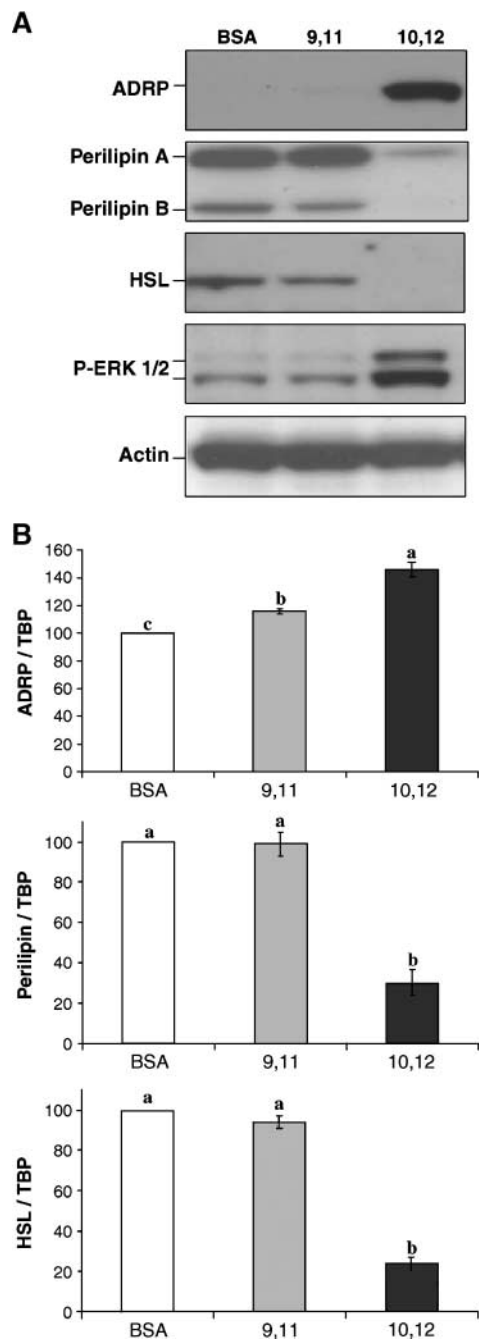 A
BSA 9,11 10,12
ADRP
Perilipin A
Perilipin B
HSL
P-ERK 1/2
Actin
B
ADRP / TBP
160
140
120
100
80
60
40
20
0
c
b
a
BSA 9,11 10,12
Perilipin / TBP
100
80
60
40
20
0
a
a
b
BSA 9,11 10,12
HSL / TBP
100
80
60
40
20
0
a
a
b
BSA 9,11 10,12